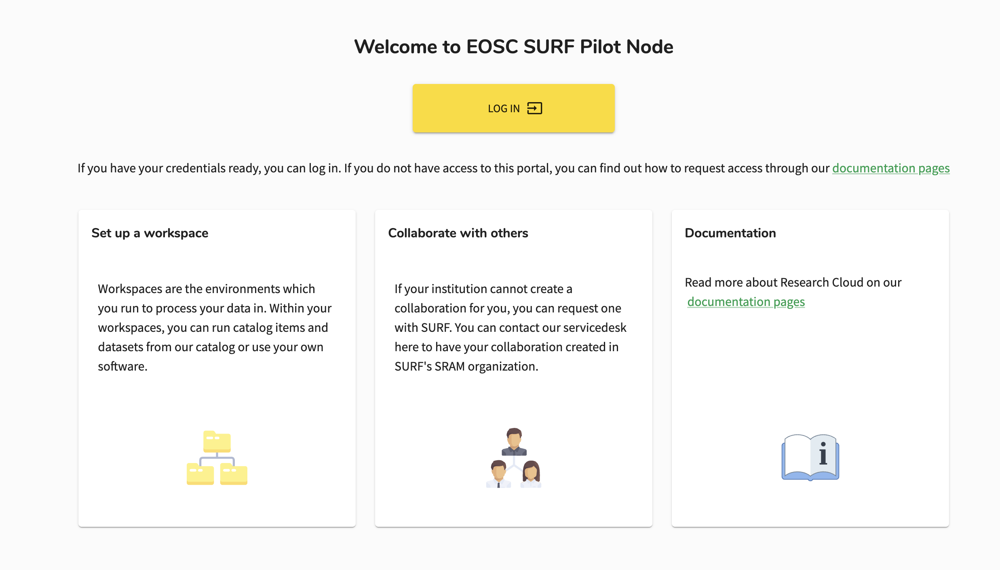 Welcome to EOSC SURF Pilot Node
LOG IN
If you have your credentials ready, you can log in. If you do not have access to this portal, you can find out how to request access through our documentation pages
Set up a workspace
Workspaces are the environments which
you run to process your data in. Within your
workspaces, you can run catalog items and
datasets from our catalog or use your own
software.
Collaborate with others
If your institution cannot create a
collaboration for you, you can request one
with SURF. You can contact our servicedesk
here to have your collaboration created in
SURF's SRAM organization.
Documentation
Read more about Research Cloud on our
documentation pages
i